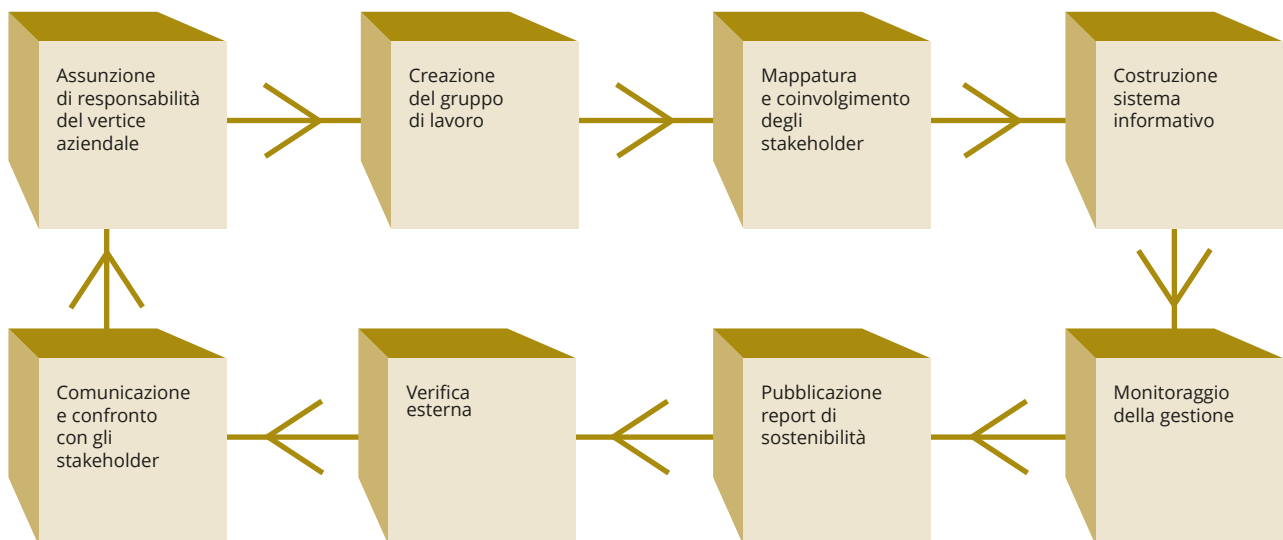 Assunzione
di responsabilità
del vertice
aziendale
Creazione
del gruppo
di lavoro
Mappatura
e coinvolgimento
degli
stakeholder
Costruzione
sistema
informativo
Comunicazione
e confronto
con gli
stakeholder
Verifica
esterna
Pubblicazione
report di
sostenibilità
Monitoraggio
della gestione